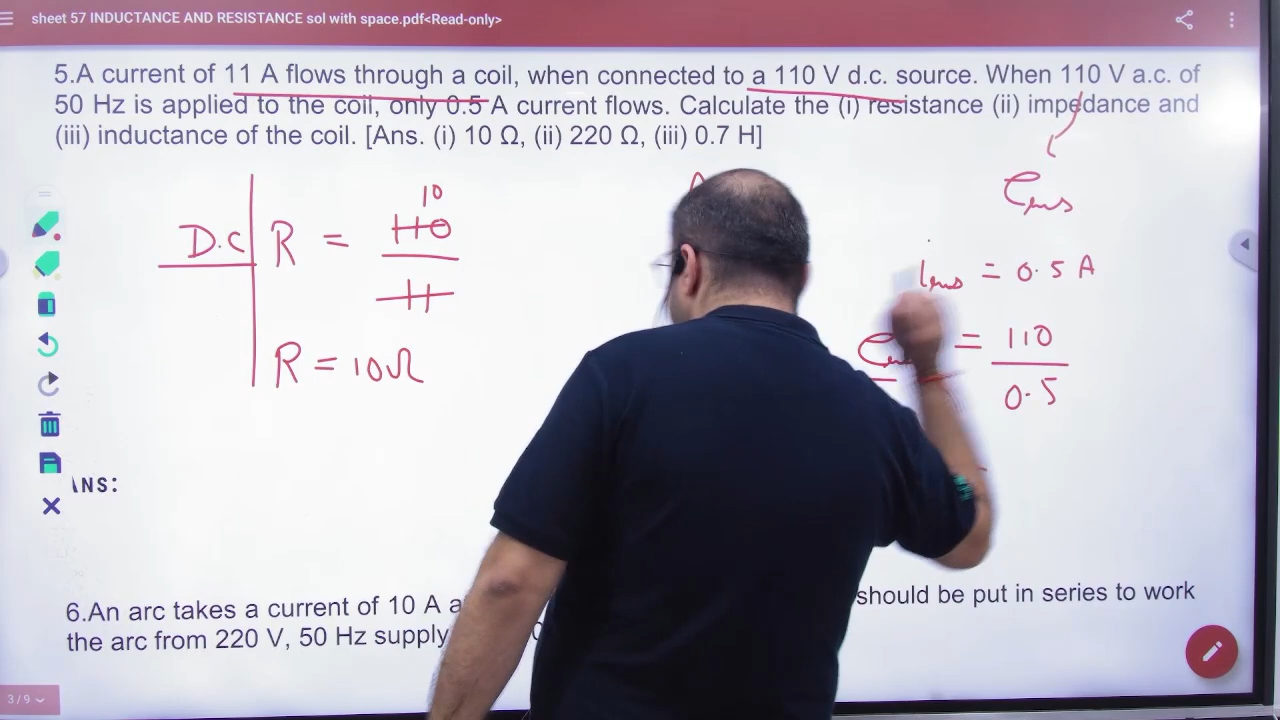 sheet 57 INDUCTANCE AND RESISTANCE sol with space.pdf<Read-only>
5.A current of 11 A flows through a coil, when connected to a 110 V d.c. source. When 110 V a.c. of
50 Hz is applied to the coil, only 0.5 A current flows. Calculate the (i) resistance (ii) impedance and
(iii) inductance of the coil. [Ans. (i) 10 Ω, (ii) 220 Ω, (iii) 0.7 H]
10
D.C R = 110
11
R = 10Ω
Erms
Irms = 0.5 A
= 110
0.5
ANS:
6.An arc takes a current of 10 A should be put in series to work
the arc from 220 V, 50 Hz supply
3 / 9